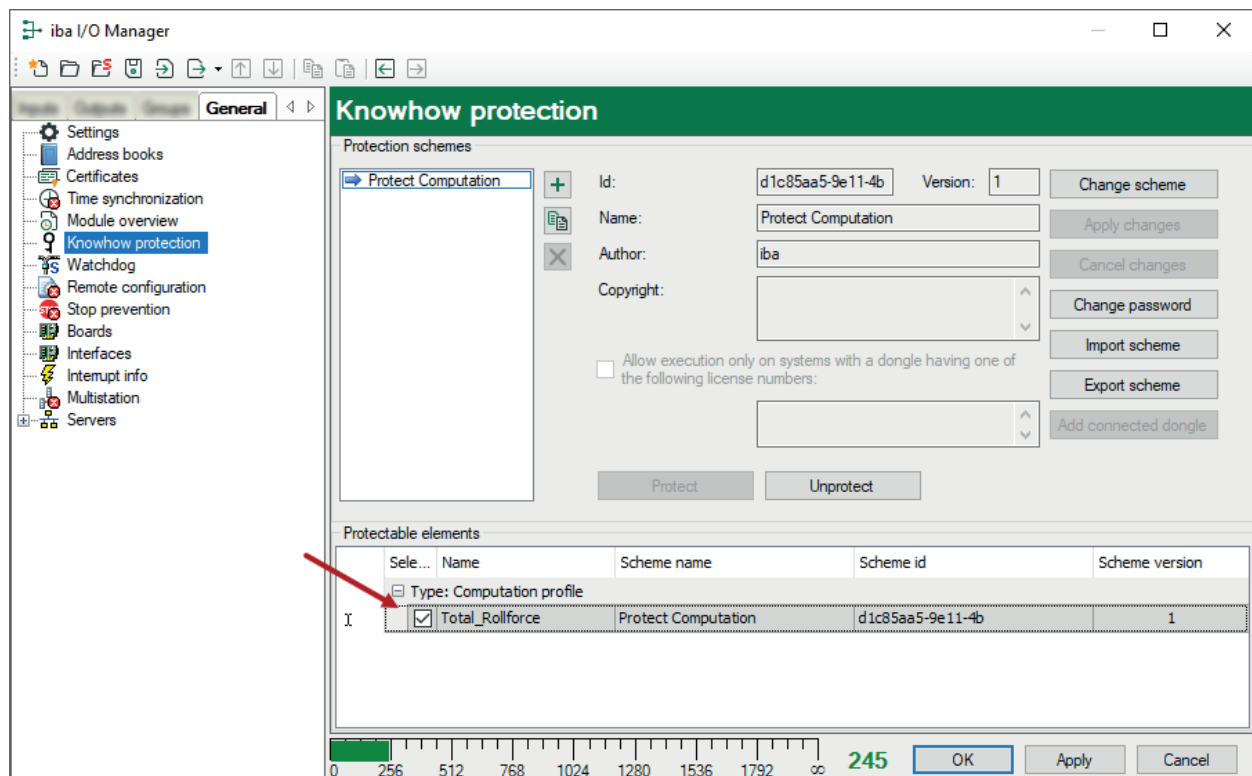 iba I/O Manager
General
Settings
Address books
Certificates
Time synchronization
Module overview
Knowhow protection
Watchdog
Remote configuration
Stop prevention
Boards
Interfaces
Interrupt info
Multistation
Servers
Knowhow protection
Protection schemes
Protect Computation
Id: d1c85aa5-9e11-4b Version: 1
Name: Protect Computation
Author: iba
Copyright:
Allow execution only on systems with a dongle having one of
the following license numbers:
Change scheme
Apply changes
Cancel changes
Change password
Import scheme
Export scheme
Add connected dongle
Protect Unprotect
Protectable elements
Sele... Name Scheme name Scheme id Scheme version
Type: Computation profile
Total_Rollforce Protect Computation d1c85aa5-9e11-4b 1
0 256 512 768 1024 1280 1536 1792 ∞ 245 OK Apply Cancel